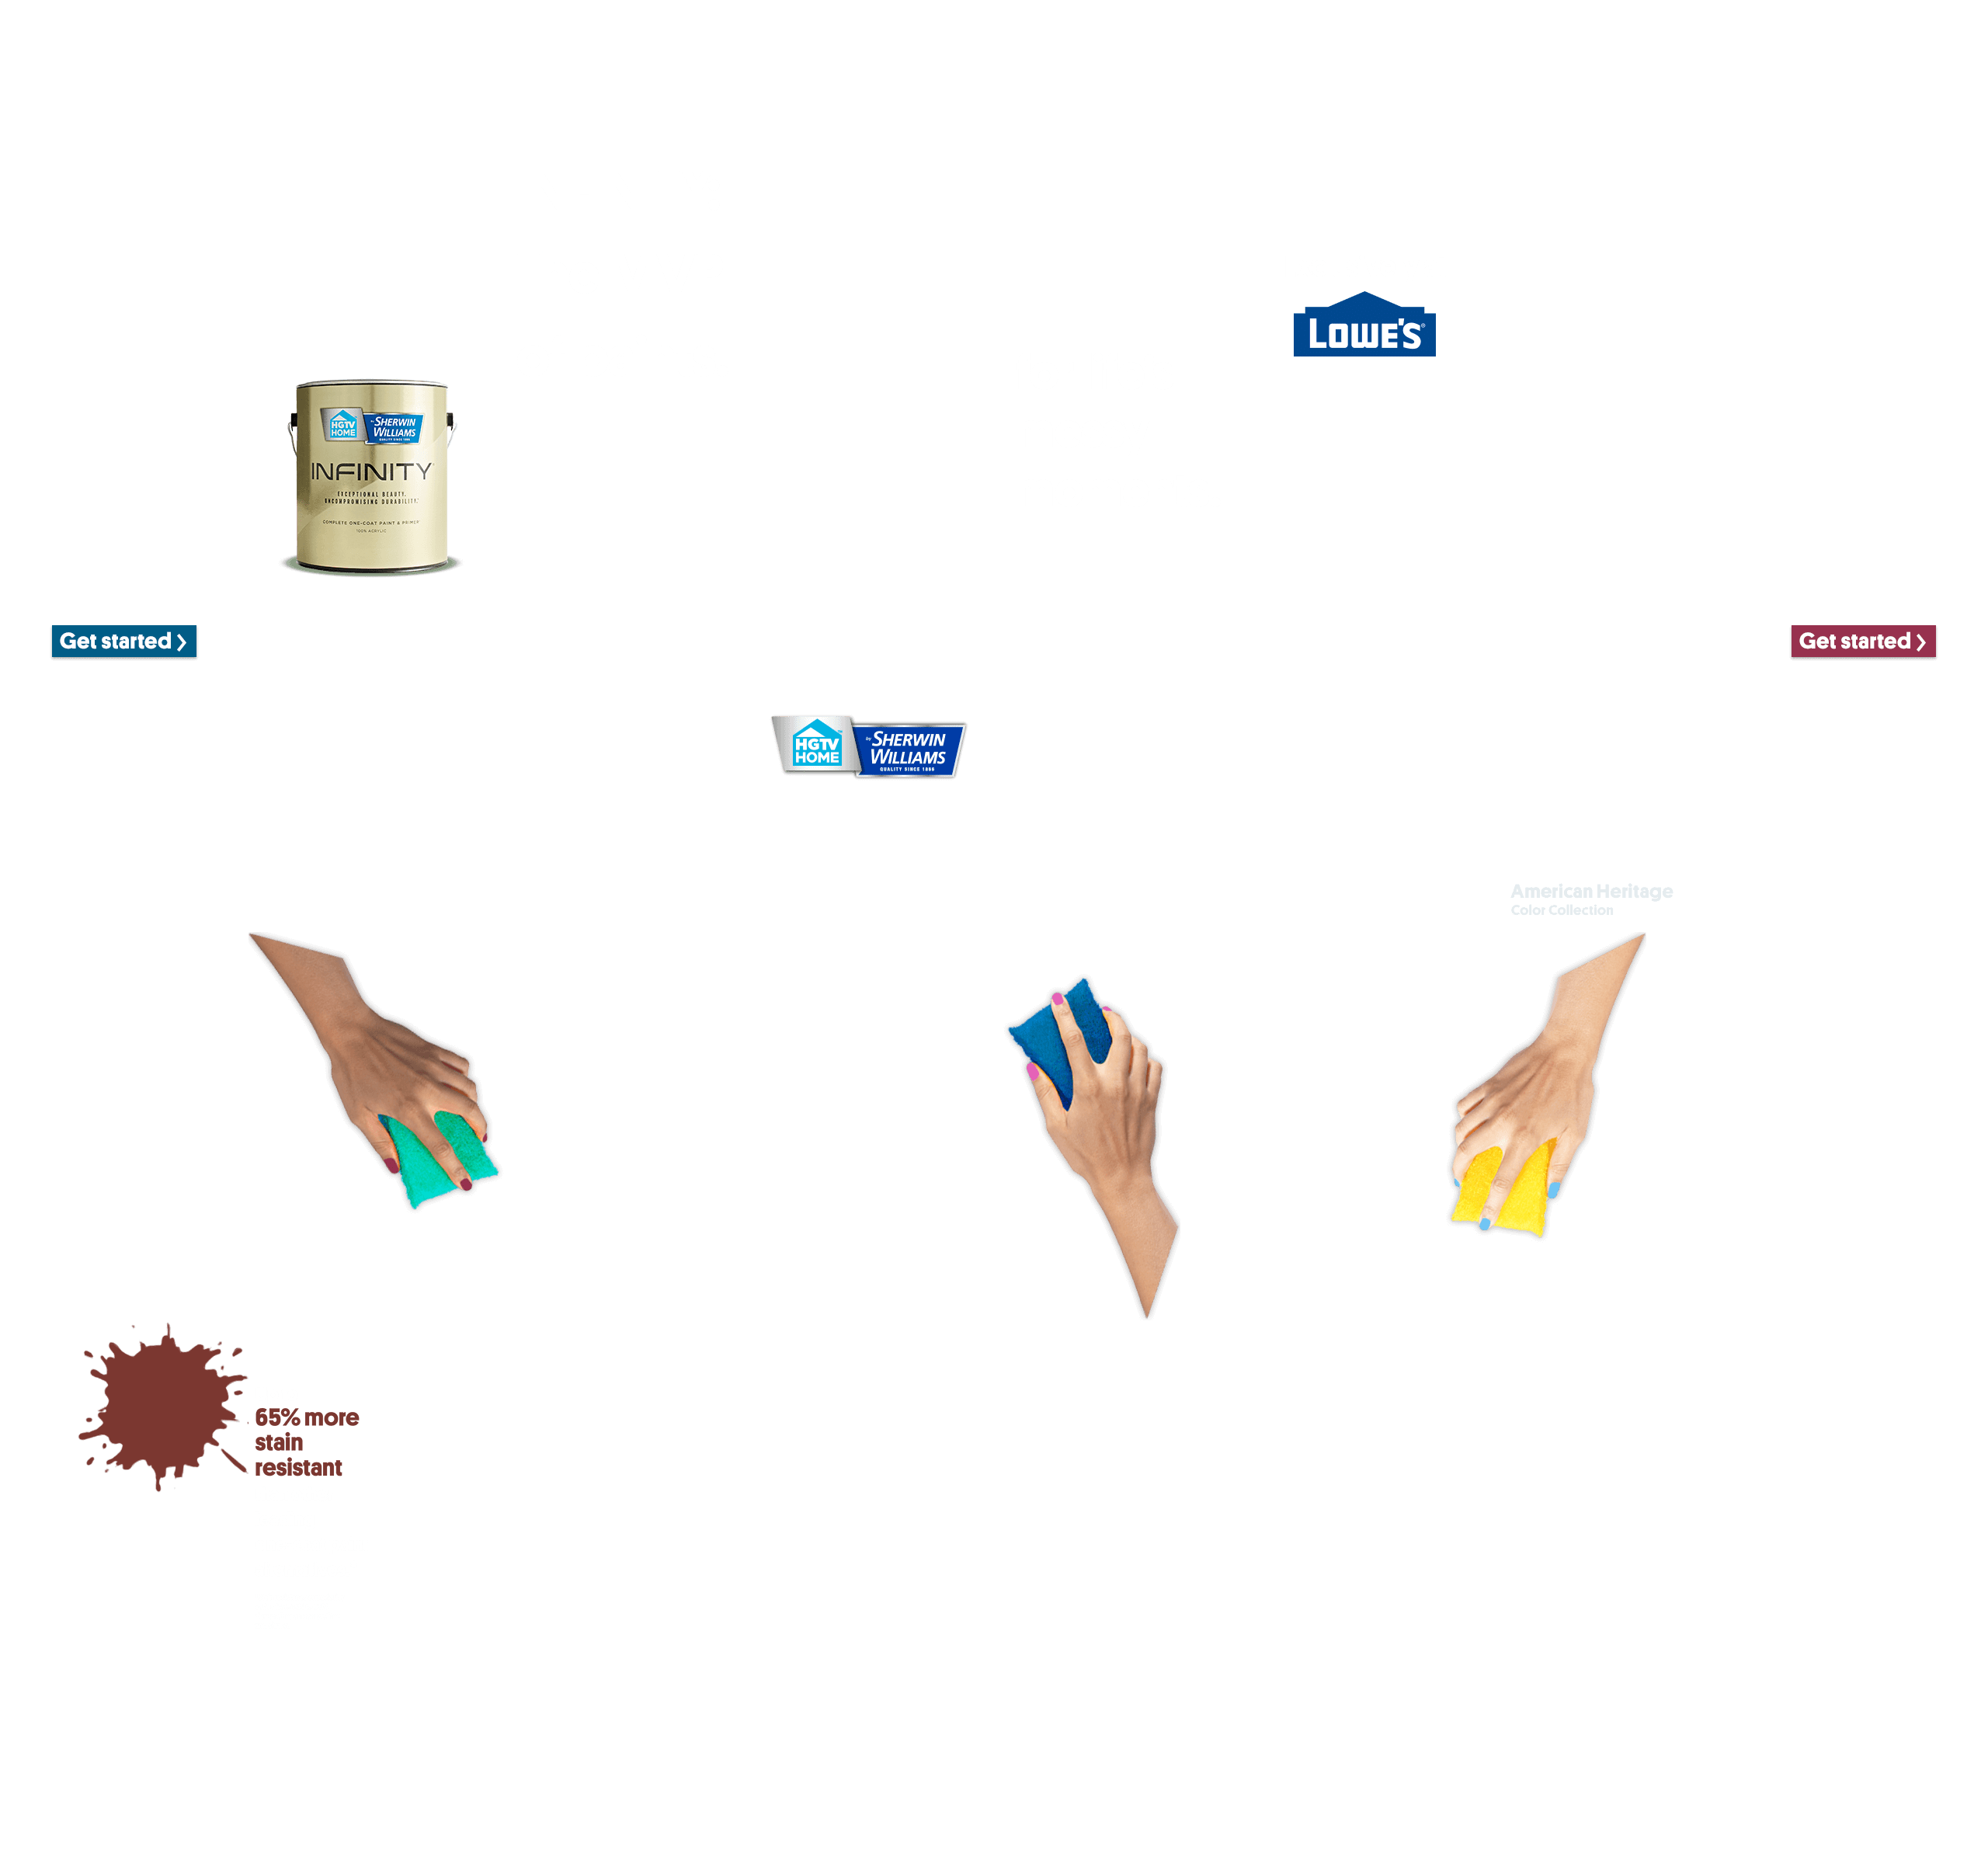 LOWE'S
HGTV
HOME
by SHERWIN
WILLIAMS
QUALITY SINCE 1866
INFINITY
EXCEPTIONAL BEAUTY.
UNCOMPROMISING DURABILITY.
COMPLETE ONE-COAT PAINT & PRIMER
100% ACRYLIC
Get started >
Get started >
HGTV
HOME
by SHERWIN
WILLIAMS
QUALITY SINCE 1866
American Heritage
Color Collection
65% more
stain
resistant